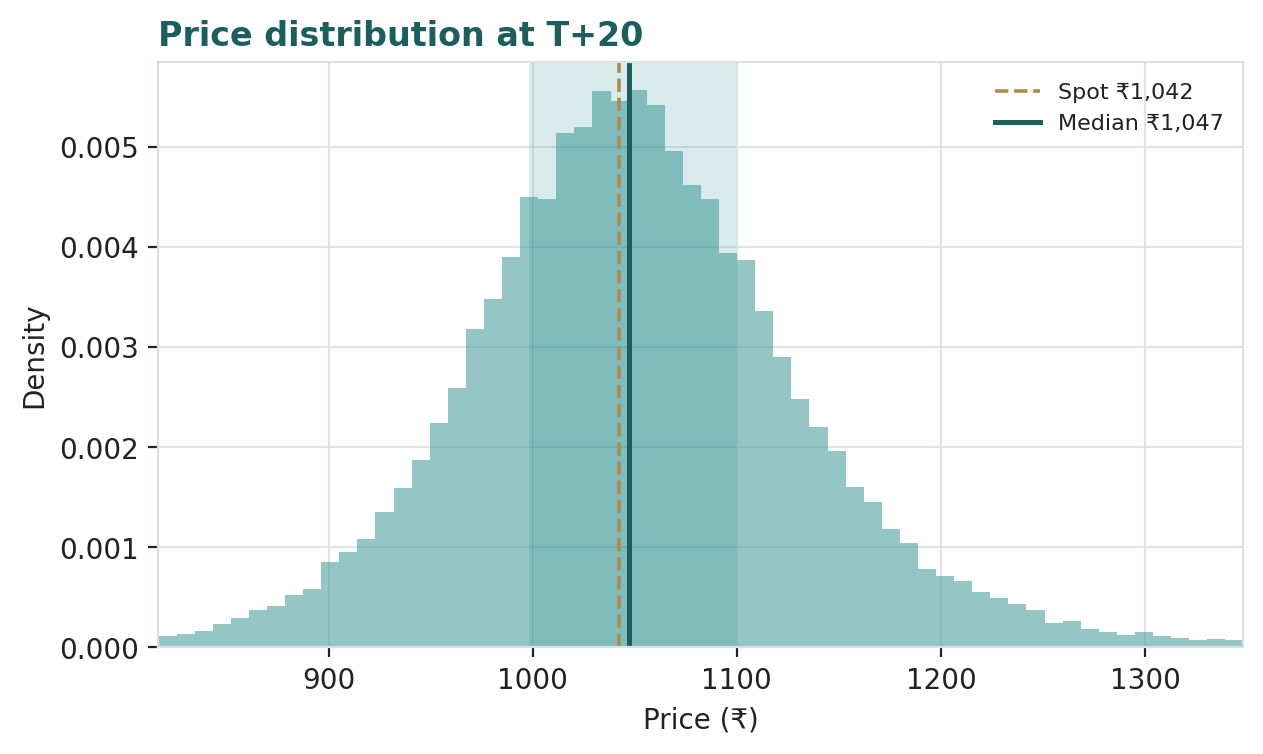 Price distribution at T+20
Spot ₹1,042
Median ₹1,047
0.005
0.004
0.003
0.002
0.001
0.000
Density
900 1000 1100 1200 1300
Price (₹)